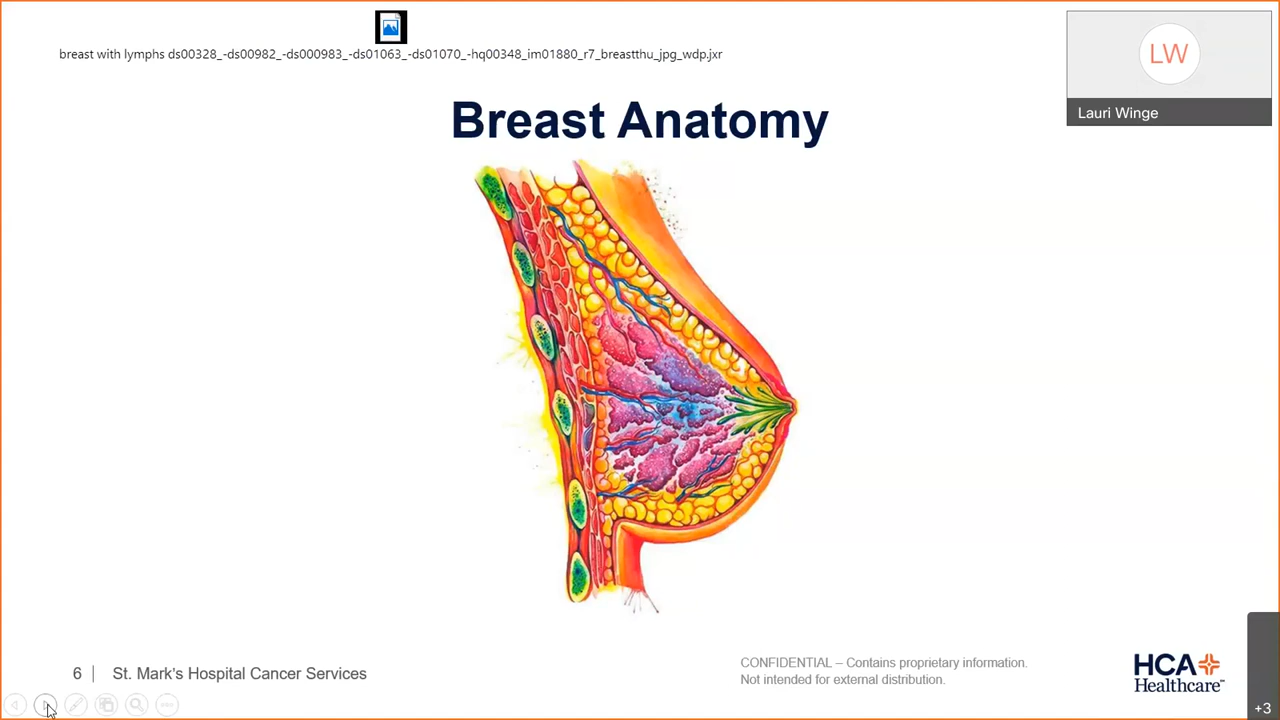 breast with lymphs ds00328_-ds00982_-ds000983_-ds01063_-ds01070_-hq00348_im01880_r7_breastthu_jpg_wdp.jxr
LW
Lauri Winge
Breast Anatomy
6 | St. Mark's Hospital Cancer Services
CONFIDENTIAL – Contains proprietary information.
Not intended for external distribution.
HCA
Healthcare™
+3